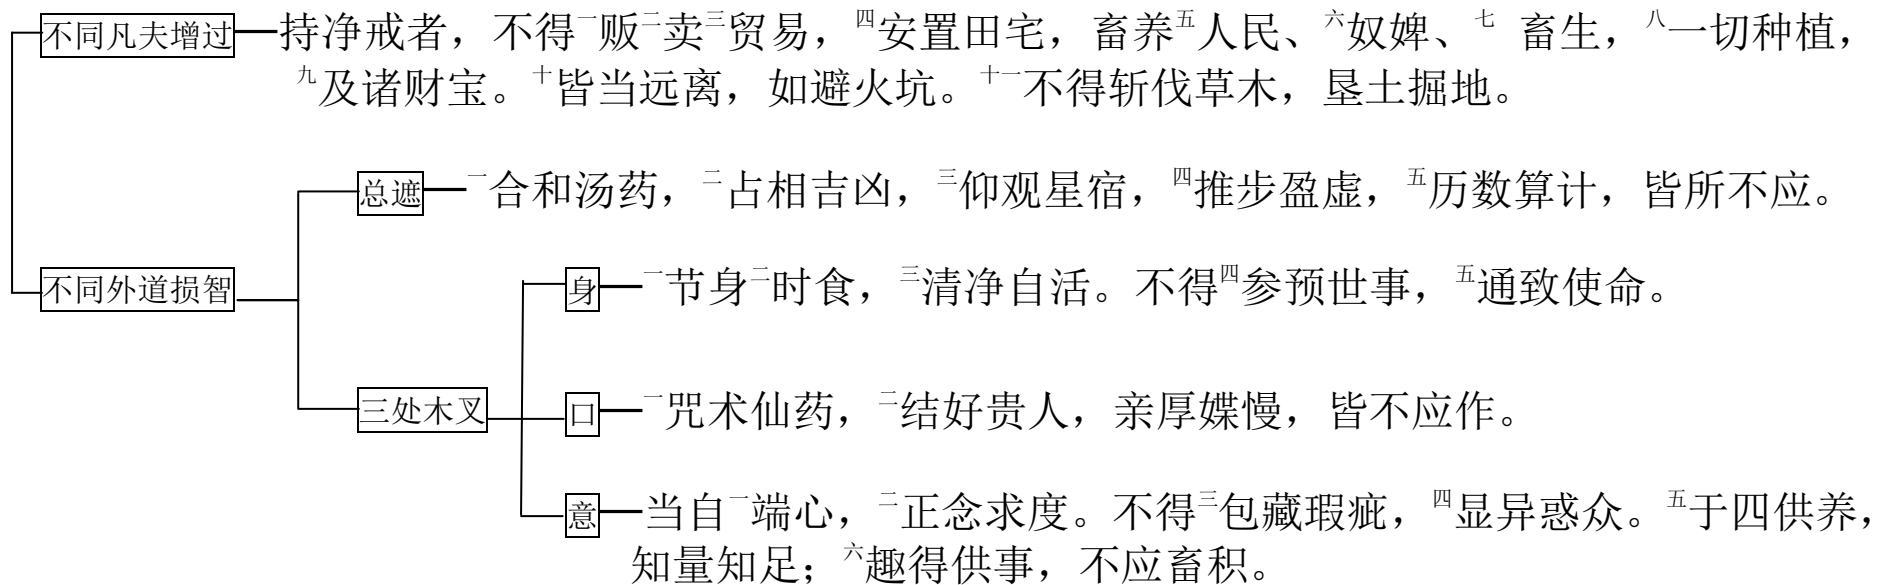 不同凡夫增过 持净戒者，不得一贩二卖三贸易，四安置田宅，畜养五人民、六奴婢、七 畜生，八一切种植，
九及诸财宝。十皆当远离，如避火坑。十一不得斩伐草木，垦土掘地。
总遮 一合和汤药，二占相吉凶，三仰观星宿，四推步盈虚，五历数算计，皆所不应。
不同外道损智
身 一节身二时食，三清净自活。不得四参预世事，五通致使命。
三处木叉
口 一咒术仙药，二结好贵人，亲厚媟慢，皆不应作。
意 当自一端心，二正念求度。不得三包藏瑕疵，四显异惑众。五于四供养，
知量知足；六趣得供事，不应畜积。